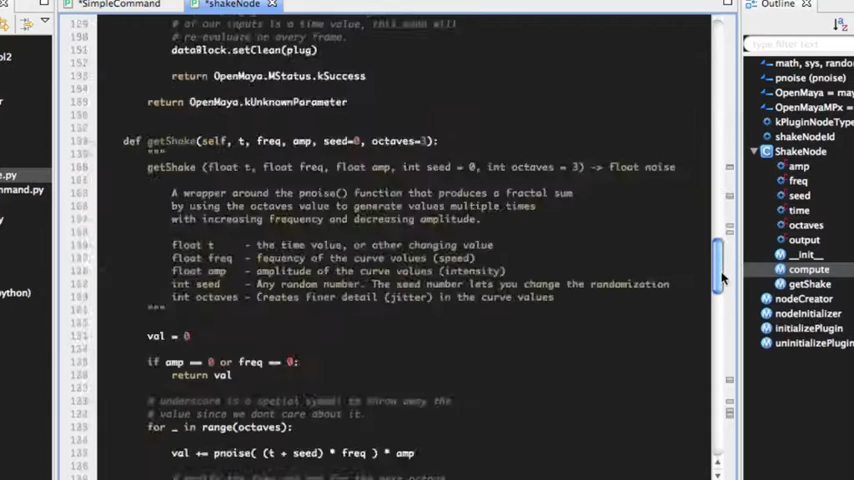 *SimpleCommand
*shakeNode
Outline
# of our inputs is a time value, this node will
# re-evaluate on every frame.
dataBlock.setClean(plug)
return OpenMaya.MStatus.kSuccess
return OpenMaya.kUnknownParameter
def getShake(self, t, freq, amp, seed=0, octaves=3):
"""
getShake (float t, float freq, float amp, int seed = 0, int octaves = 3) -> float noise
A wrapper around the pnoise() function that produces a fractal sum
by using the octaves value to generate values multiple times
with increasing frequency and decreasing amplitude.
float t - the time value, or other changing value
float freq - fequency of the curve values (speed)
float amp - amplitude of the curve values (intensity)
int seed - Any random number. The seed number lets you change the randomization
int octaves - Creates finer detail (jitter) in the curve values
"""
val = 0
if amp == 0 or freq == 0:
return val
# underscore is a special symbol to throw away the
# value since we dont care about it.
for _ in range(octaves):
val += pnoise( (t + seed) * freq ) * amp
e.py
mmand.py
python)
type filter text
math, sys, rando
pnoise (pnoise)
OpenMaya = may
OpenMayaMPx =
kPluginNodeType
shakeNodeId
ShakeNode
amp
freq
seed
time
octaves
output
__init__
compute
getShake
nodeCreator
nodeInitializer
initializePlugin
uninitializePlugin